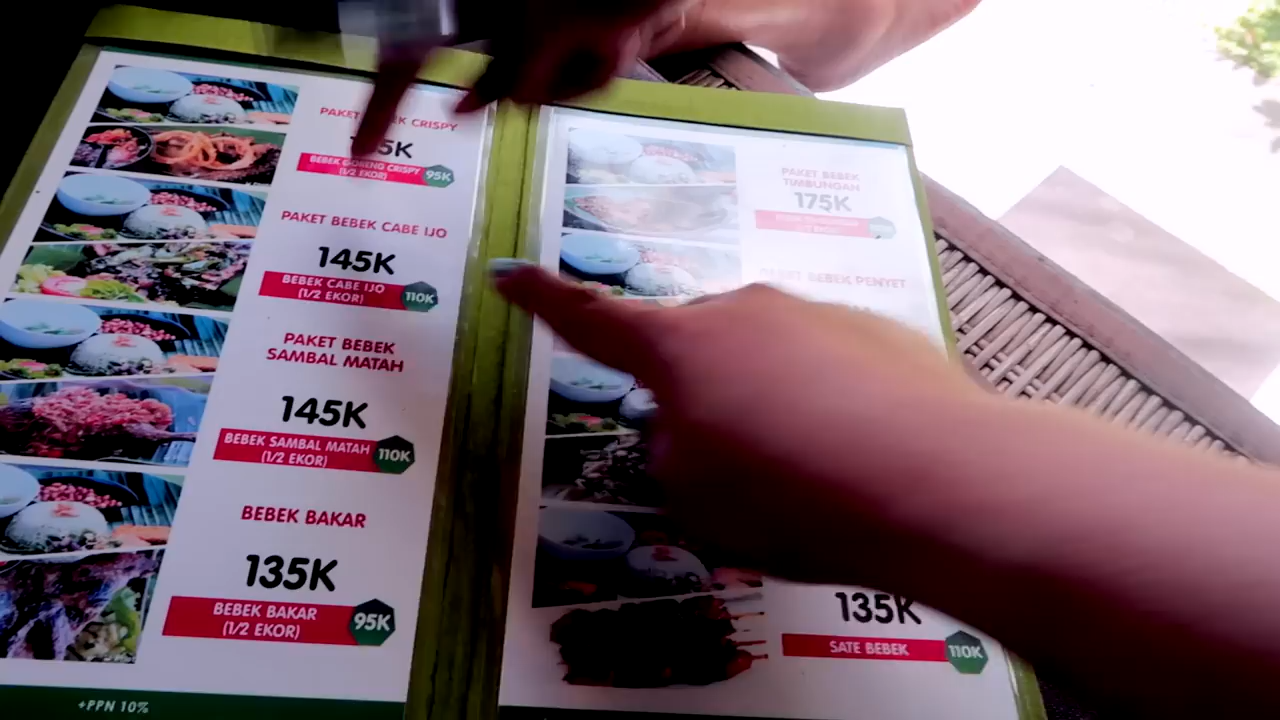 CRISPY
BEBEK GORENG CRISPY
(1/2 EKOR)
95K
PAKET BEBEK CABE IJO
145K
BEBEK CABE IJO
(1/2 EKOR)
110K
PAKET BEBEK
SAMBAL MATAH
145K
BEBEK SAMBAL MATAH
(1/2 EKOR)
110K
BEBEK BAKAR
135K
BEBEK BAKAR
(1/2 EKOR)
95K
+PPN 10%
PAKET BEBEK
TIMBUNGAN
175K
BEBEK PENYET
135K
SATE BEBEK
110K